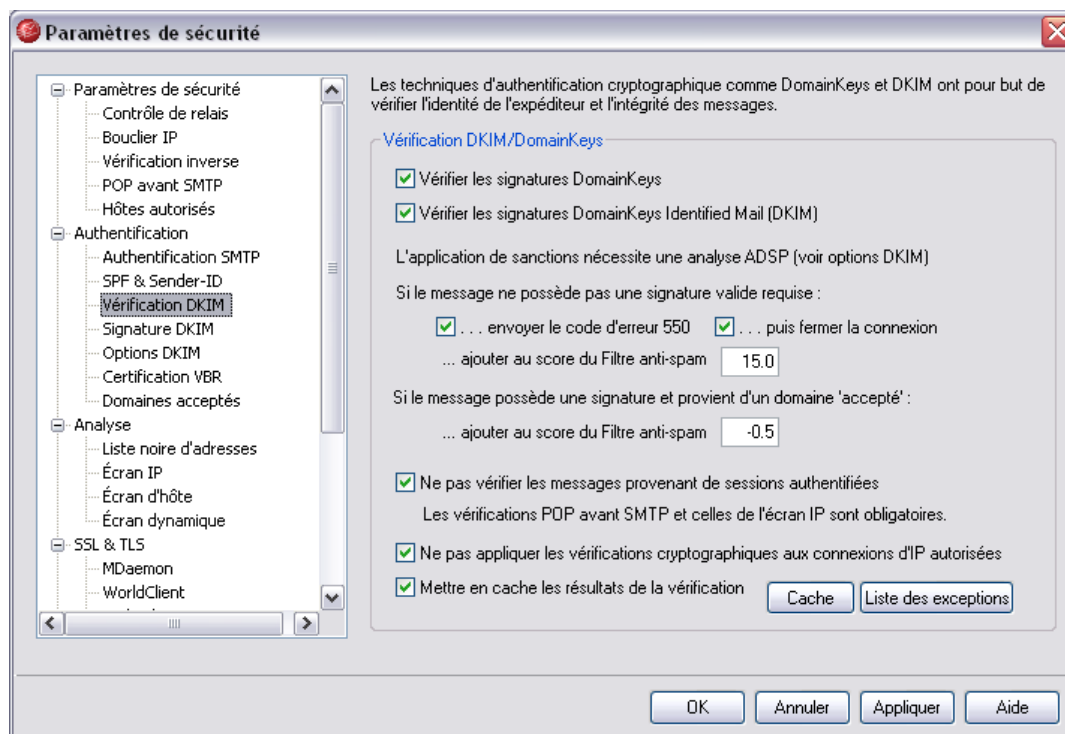 Paramètres de sécurité
Paramètres de sécurité
Contrôle de relais
Bouclier IP
Vérification inverse
POP avant SMTP
Hôtes autorisés
Authentification
Authentification SMTP
SPF & Sender-ID
Vérification DKIM
Signature DKIM
Options DKIM
Certification VBR
Domaines acceptés
Analyse
Liste noire d'adresses
Écran IP
Écran d'hôte
Écran dynamique
SSL & TLS
MDaemon
WorldClient
Les techniques d'authentification cryptographique comme DomainKeys et DKIM ont pour but de
vérifier l'identité de l'expéditeur et l'intégrité des messages.
Vérification DKIM/DomainKeys
Vérifier les signatures DomainKeys
Vérifier les signatures DomainKeys Identified Mail (DKIM)
L'application de sanctions nécessite une analyse ADSP (voir options DKIM)
Si le message ne possède pas une signature valide requise :
. . . envoyer le code d'erreur 550 . . . puis fermer la connexion
... ajouter au score du Filtre anti-spam 15.0
Si le message possède une signature et provient d'un domaine 'accepté' :
... ajouter au score du Filtre anti-spam -0.5
Ne pas vérifier les messages provenant de sessions authentifiées
Les vérifications POP avant SMTP et celles de l'écran IP sont obligatoires.
Ne pas appliquer les vérifications cryptographiques aux connexions d'IP autorisées
Mettre en cache les résultats de la vérification Cache Liste des exceptions
OK Annuler Appliquer Aide